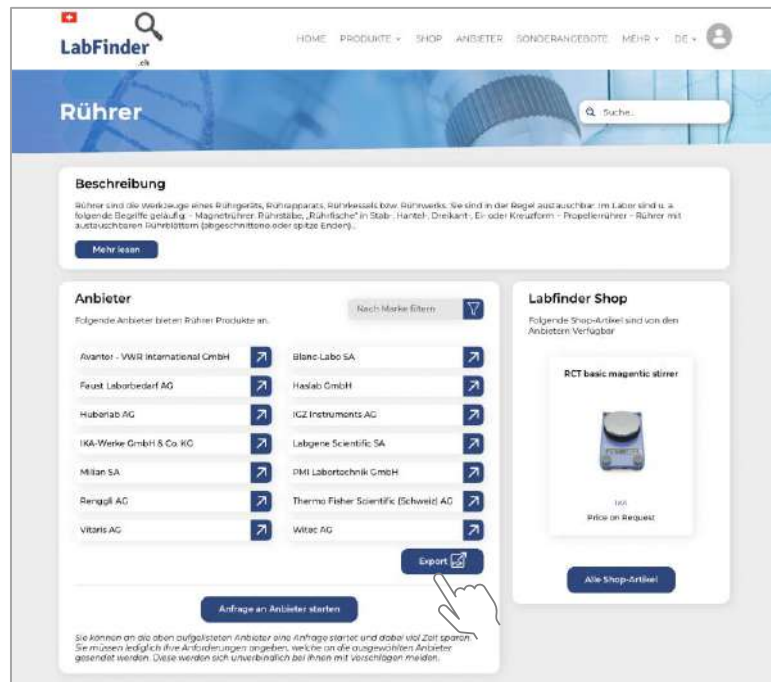 LabFinder
.ch
HOME PRODUKTE SHOP ANBIETER SONDERANGEBOTE MEHR DE
Rührer
Suche..
Beschreibung
Rührer sind die Werkzeuge eines Rührgeräts, Rührapparats, Rührkessels bzw. Rührwerks. Sie sind in der Regel austauschbar. Im Labor sind u. a.
folgende Begriffe geläufig: - Magnetrührer, Rührstäbe, „Rührfische" in Stab-, Hantel-, Dreikant-, Ei- oder Kreuzform – Propellerrührer – Rührer mit
austauschbaren Rührblättern (abgeschnittene oder spitze Enden)...
Mehr lesen
Anbieter
Folgende Anbieter bieten Rührer Produkte an.
Nach Marke filtern
Avantor - VWR International GmbH
Blanc-Labo SA
Faust Laborbedarf AG
Haslab GmbH
Huberlab AG
IGZ Instruments AG
IKA-Werke GmbH & Co. KG
Labgene Scientific SA
Milian SA
PMI Labortechnik GmbH
Renggli AG
Thermo Fisher Scientific (Schweiz) AG
Vitaris AG
Witec AG
Export
Anfrage an Anbieter starten
Sie können an die oben aufgelisteten Anbieter eine Anfrage startet und dabei viel Zeit sparen.
Sie müssen lediglich Ihre Anforderungen angeben, welche an die ausgewählten Anbieter
gesendet werden. Diese werden sich unverbindlich bei Ihnen mit Vorschlägen melden.
Labfinder Shop
Folgende Shop-Artikel sind von den
Anbietern Verfügbar
RCT basic magentic stirrer
IKA
Price on Request
Alle Shop-Artikel